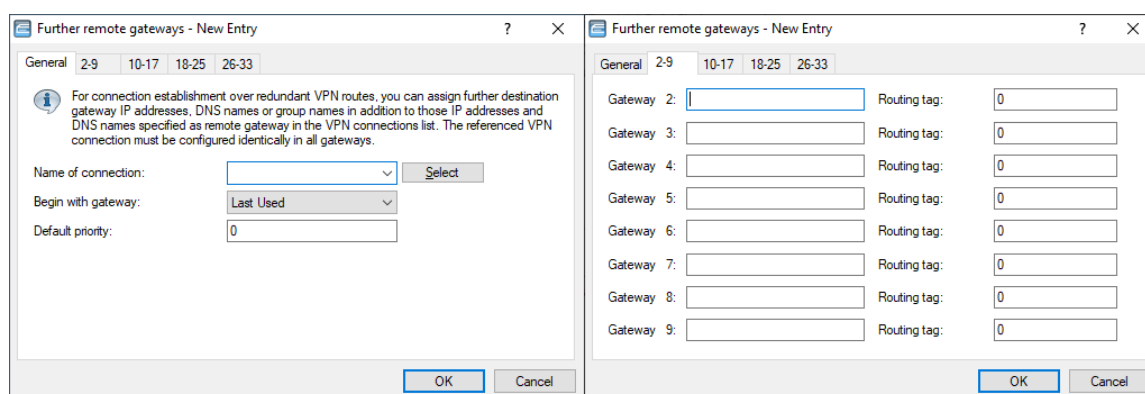 Further remote gateways - New Entry
General 2-9 10-17 18-25 26-33
For connection establishment over redundant VPN routes, you can assign further destination
gateway IP addresses, DNS names or group names in addition to those IP addresses and
DNS names specified as remote gateway in the VPN connections list. The referenced VPN
connection must be configured identically in all gateways.
Name of connection: Select
Begin with gateway: Last Used
Default priority: 0
OK Cancel
Further remote gateways - New Entry
General 2-9 10-17 18-25 26-33
Gateway 2: Routing tag: 0
Gateway 3: Routing tag: 0
Gateway 4: Routing tag: 0
Gateway 5: Routing tag: 0
Gateway 6: Routing tag: 0
Gateway 7: Routing tag: 0
Gateway 8: Routing tag: 0
Gateway 9: Routing tag: 0
OK Cancel